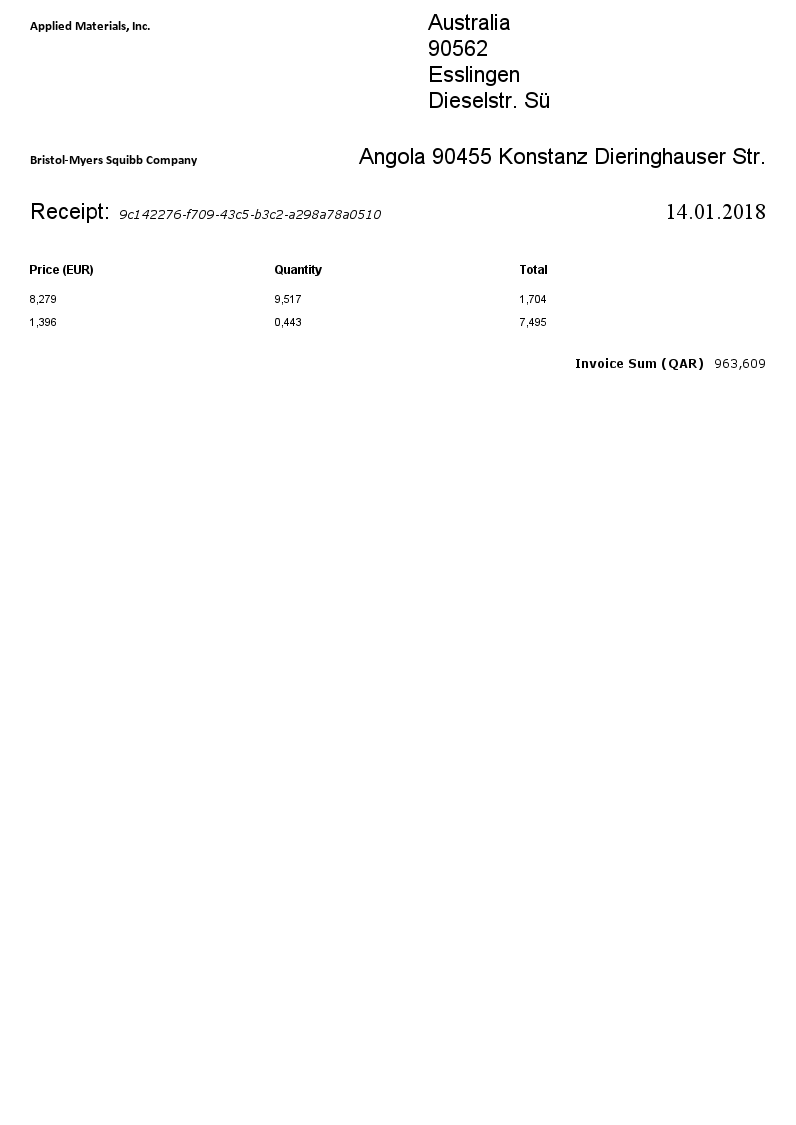 Applied Materials, Inc.
Australia
90562
Esslingen
Dieselstr. Sü
Bristol-Myers Squibb Company Angola 90455 Konstanz Dieringhauser Str.
Receipt: 9c142276-f709-43c5-b3c2-a298a78a0510 14.01.2018
Price (EUR) Quantity Total
8,279 9,517 1,704
1,396 0,443 7,495
Invoice Sum (QAR) 963,609